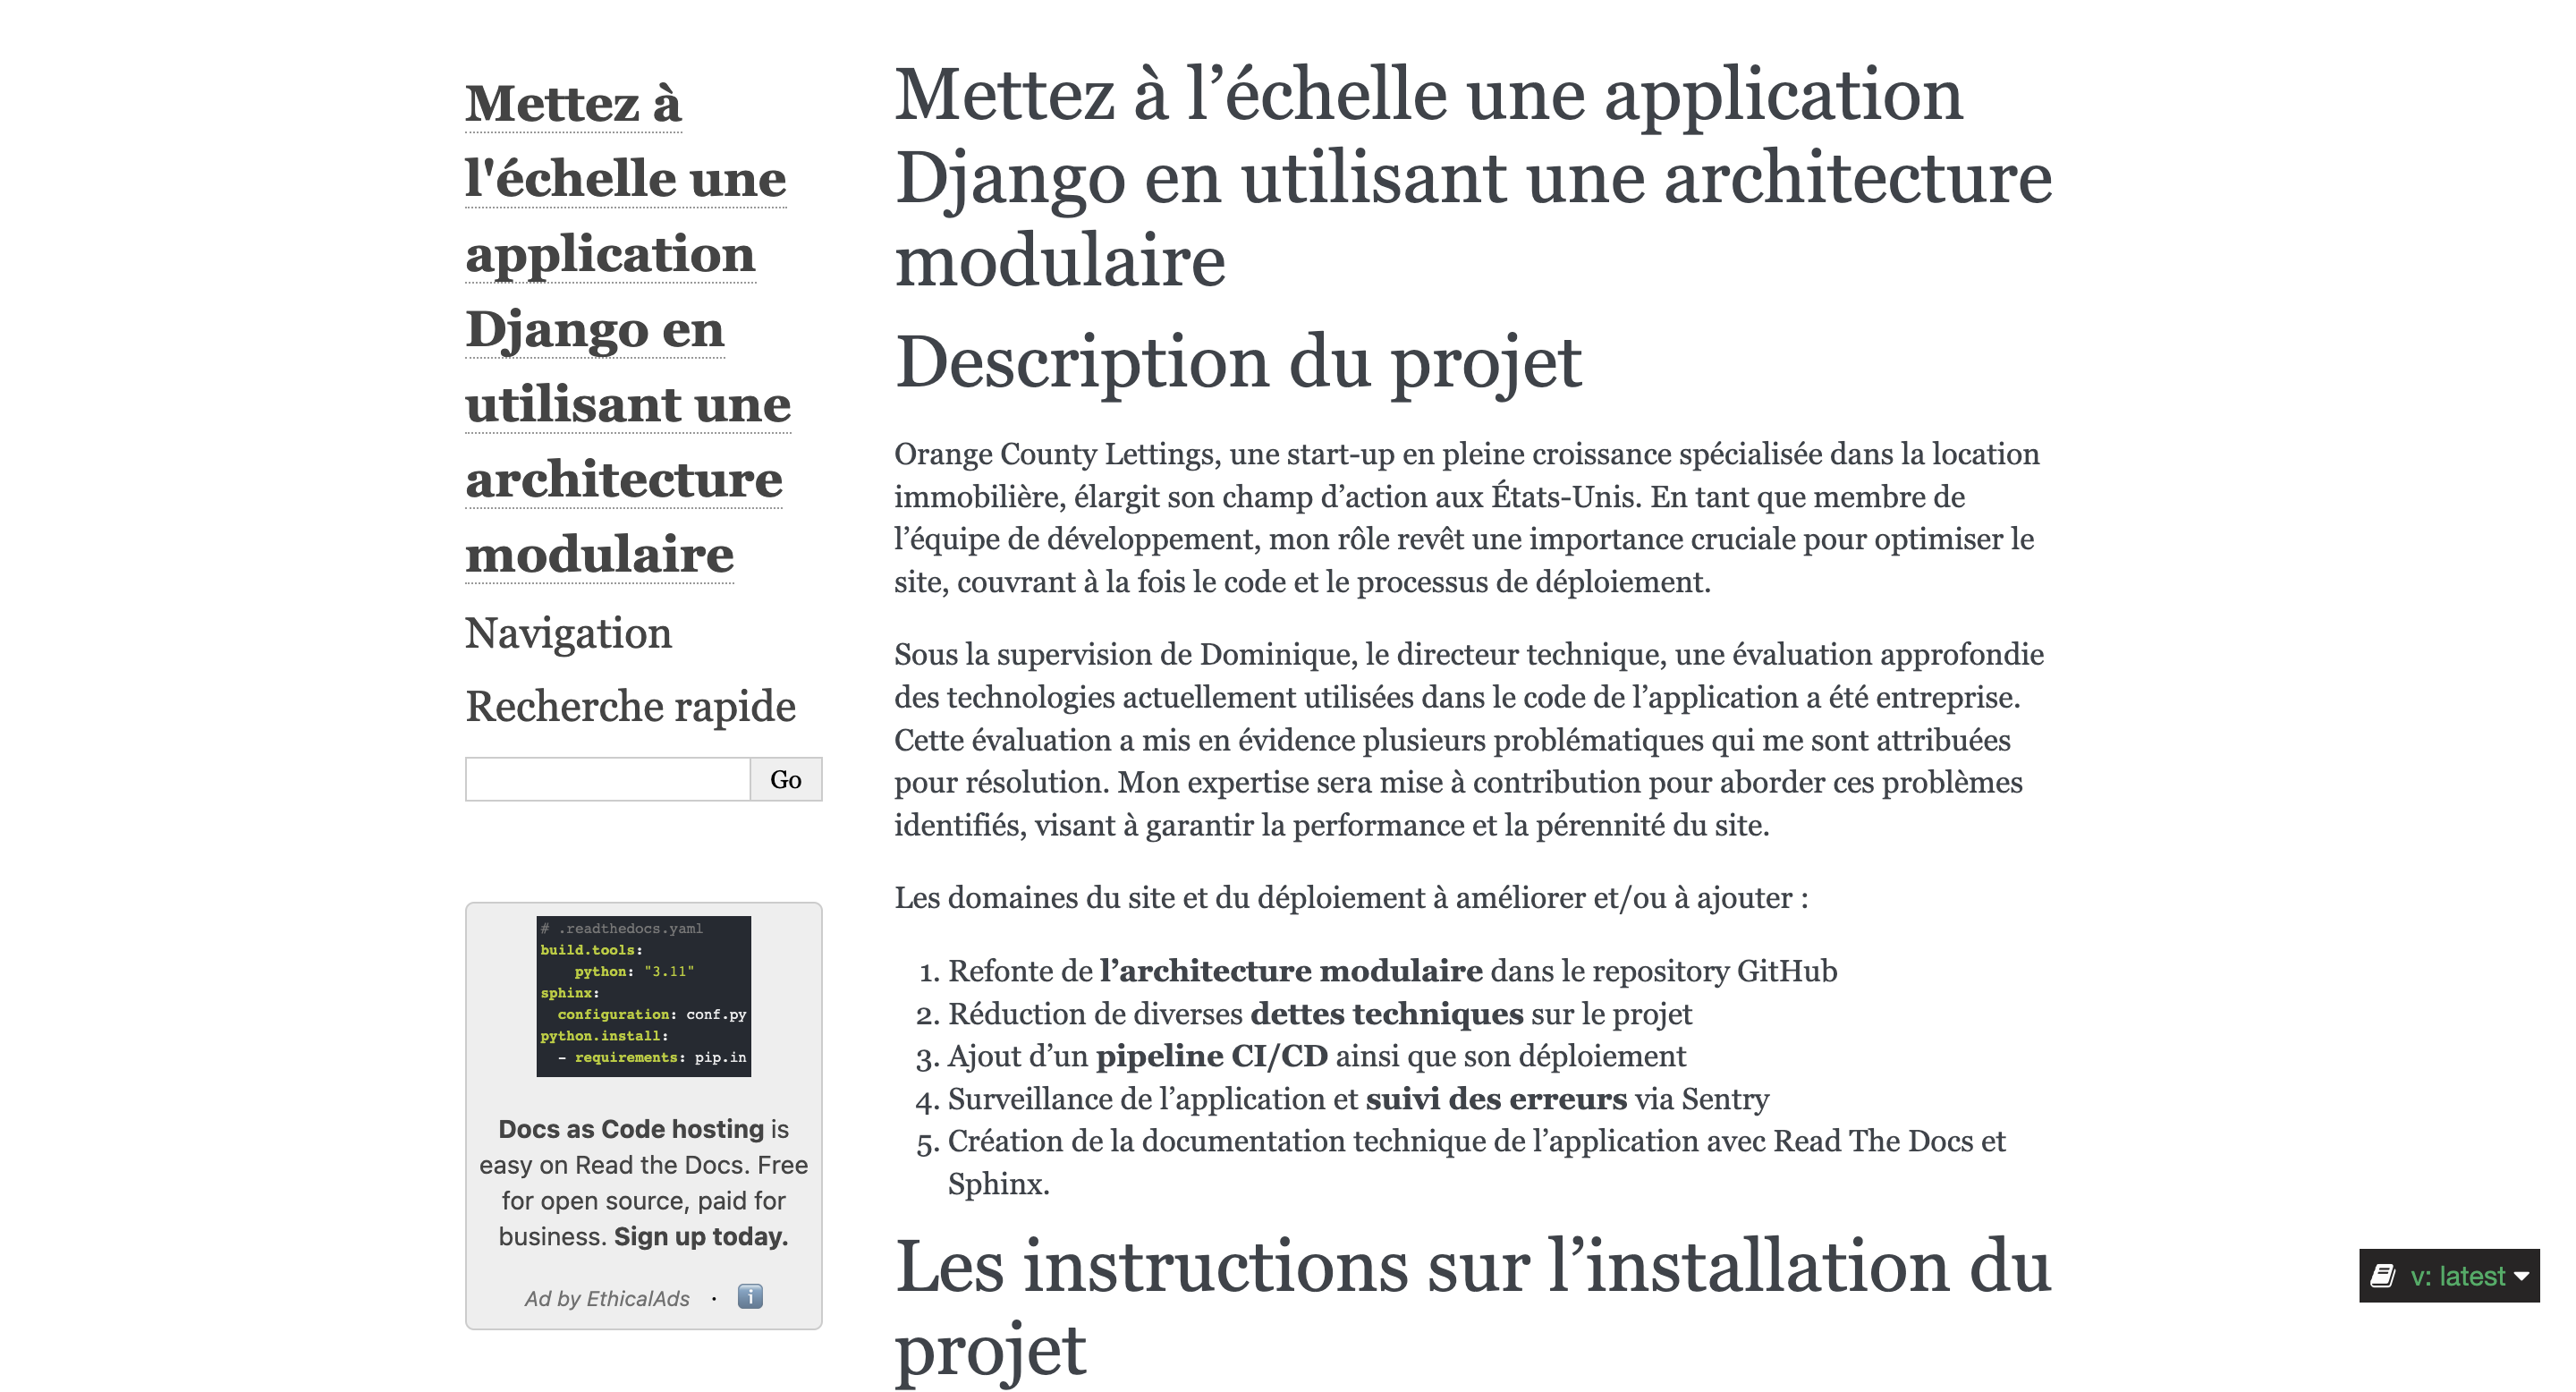 Mettez à
l'échelle une
application
Django en
utilisant une
architecture
modulaire
Navigation
Recherche rapide
Go
# .readthedocs.yaml
build.tools:
python: "3.11"
sphinx:
configuration: conf.py
python.install:
- requirements: pip.in
Docs as Code hosting is
easy on Read the Docs. Free
for open source, paid for
business. Sign up today.
Ad by EthicalAds · ℹ️
Mettez à l’échelle une application
Django en utilisant une architecture
modulaire
Description du projet
Orange County Lettings, une start-up en pleine croissance spécialisée dans la location
immobilière, élargit son champ d’action aux États-Unis. En tant que membre de
l’équipe de développement, mon rôle revêt une importance cruciale pour optimiser le
site, couvrant à la fois le code et le processus de déploiement.
Sous la supervision de Dominique, le directeur technique, une évaluation approfondie
des technologies actuellement utilisées dans le code de l’application a été entreprise.
Cette évaluation a mis en évidence plusieurs problématiques qui me sont attribuées
pour résolution. Mon expertise sera mise à contribution pour aborder ces problèmes
identifiés, visant à garantir la performance et la pérennité du site.
Les domaines du site et du déploiement à améliorer et/ou à ajouter :
1. Refonte de l’architecture modulaire dans le repository GitHub
2. Réduction de diverses dettes techniques sur le projet
3. Ajout d’un pipeline CI/CD ainsi que son déploiement
4. Surveillance de l’application et suivi des erreurs via Sentry
5. Création de la documentation technique de l’application avec Read The Docs et
Sphinx.
Les instructions sur l’installation du
projet
v: latest